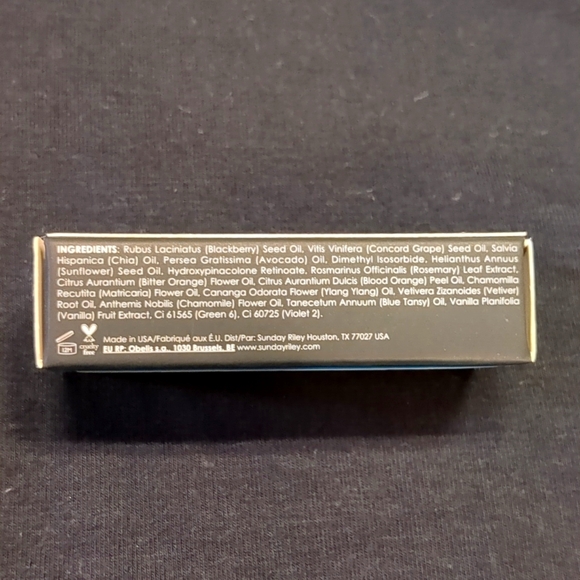 INGREDIENTS: Rubus Laciniatus (Blackberry) Seed Oil, Vitis Vinifera (Concord Grape) Seed Oil, Salvia
Hispanica (Chia) Oil, Persea Gratissima (Avocado) Oil, Dimethyl Isosorbide, Helianthus Annuus
(Sunflower) Seed Oil, Hydroxypinacolone Retinoate, Rosmarinus Officinalis (Rosemary) Leaf Extract,
Citrus Aurantium (Bitter Orange) Flower Oil, Citrus Aurantium Dulcis (Blood Orange) Peel Oil, Chamomilla
Recutita (Matricaria) Flower Oil, Cananga Odorata Flower (Ylang Ylang) Oil, Vetivera Zizanoides (Vetiver)
Root Oil, Anthemis Nobilis (Chamomile) Flower Oil, Tanecetum Annuum (Blue Tansy) Oil, Vanilla Planifolia
(Vanilla) Fruit Extract, Ci 61565 (Green 6), Ci 60725 (Violet 2).
12M
cruelty
free
Made in USA/Fabriqué aux É.U. Dist/Par: Sunday Riley Houston, TX 77027 USA
EU RP: Obelis s.a, 1030 Brussels, BE www.sundayriley.com